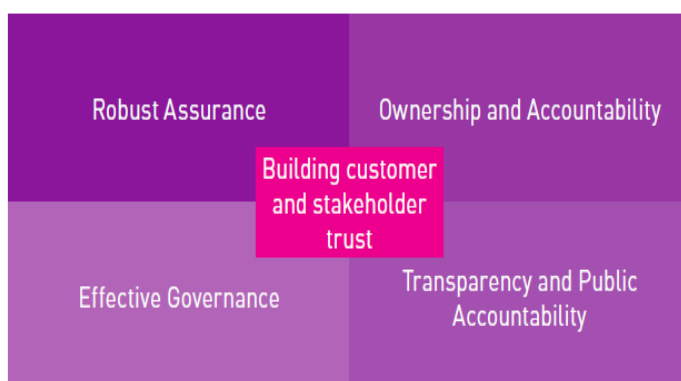 Robust Assurance
Ownership and Accountability
Building customer
and stakeholder
trust
Effective Governance
Transparency and Public
Accountability